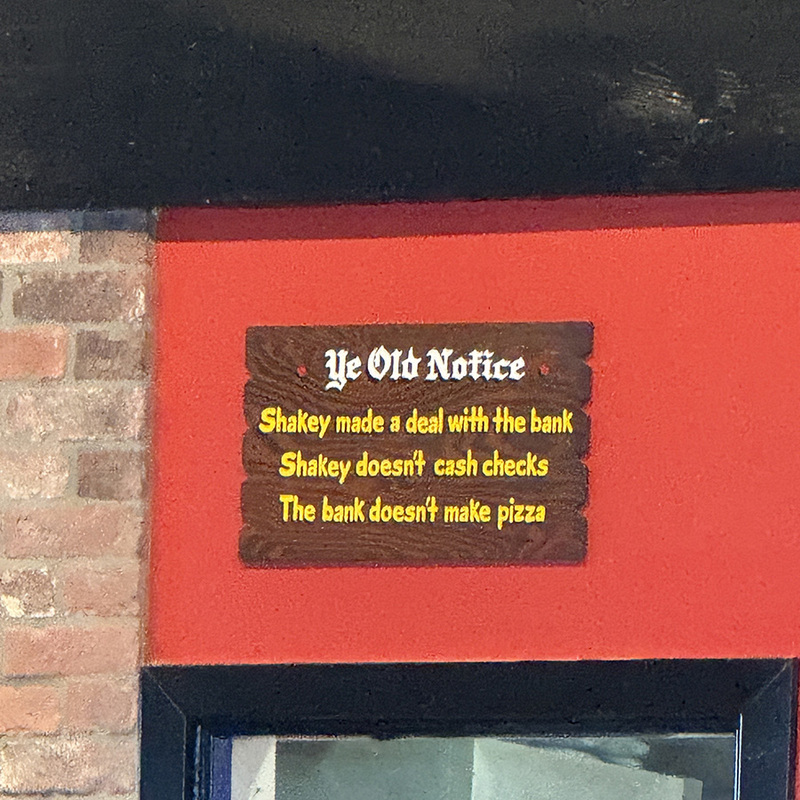 Ye Old Notice
Shakey made a deal with the bank
Shakey doesn't cash checks
The bank doesn't make pizza